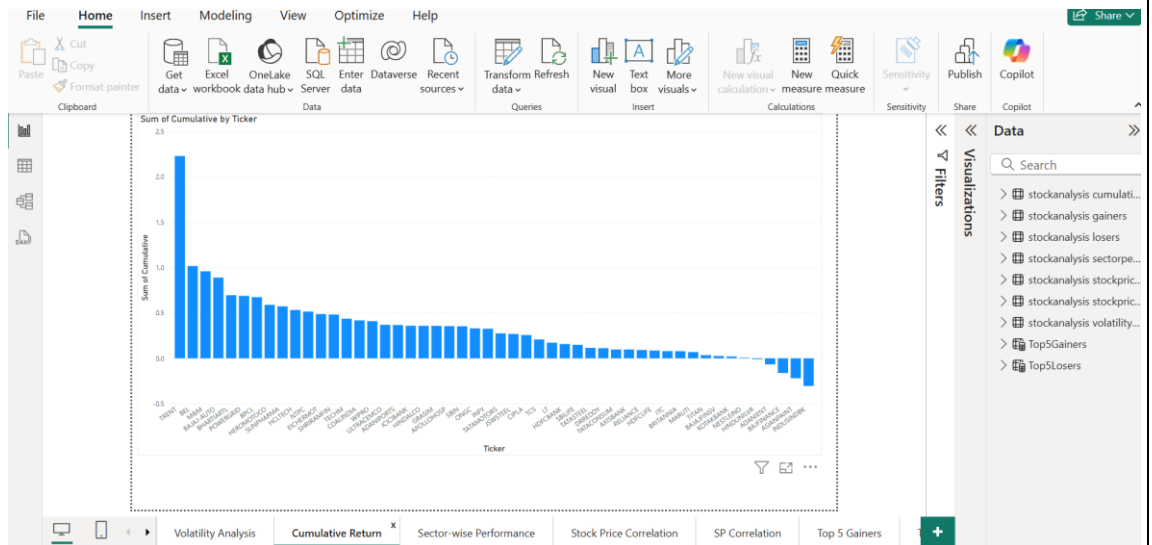 File Home Insert Modeling View Optimize Help Share
Paste
Cut
Copy
Format painter
Clipboard
Get data
Excel workbook
OneLake data hub
SQL Server
Enter data
Dataverse
Recent sources
Data
Transform data
Refresh
Queries
New visual
Text box
More visuals
Insert
New visual calculation
New measure
Quick measure
Calculations
Sensitivity
Sensitivity
Publish
Share
Copilot
Copilot
Sum of Cumulative by Ticker
2.5
2.0
1.5
1.0
0.5
0.0
-0.5
Sum of Cumulative
TRENT
BEL
M&M
BAJAJ-AUTO
BHARTIARTL
POWERGRID
BPCL
HEROMOTOCO
SUNPHARMA
HCLTECH
NTPC
EICHERMOT
SHRIRAMFIN
TECHM
COALINDIA
WIPRO
ULTRACEMCO
ADANIPORTS
ICICIBANK
HINDALCO
GRASIM
APOLLOHOSP
SBIN
ONGC
INFY
TATAMOTORS
JSWSTEEL
CIPLA
TCS
LT
HDFCBANK
SBILIFE
TATASTEEL
DRREDDY
TATACONSUM
AXISBANK
RELIANCE
HDFCLIFE
ITC
BRITANNIA
MARUTI
TITAN
BAJAJFINSV
KOTAKBANK
NESTLEIND
HINDUNILVR
ADANIENT
BAJFINANCE
ASIANPAINT
INDUSINDBK
Ticker
Filters
Visualizations
Data
Search
stockanalysis cumulati...
stockanalysis gainers
stockanalysis losers
stockanalysis sectorpe...
stockanalysis stockpric...
stockanalysis stockpric...
stockanalysis volatility...
Top5Gainers
Top5Losers
Volatility Analysis Cumulative Return x Sector-wise Performance Stock Price Correlation SP Correlation Top 5 Gainers